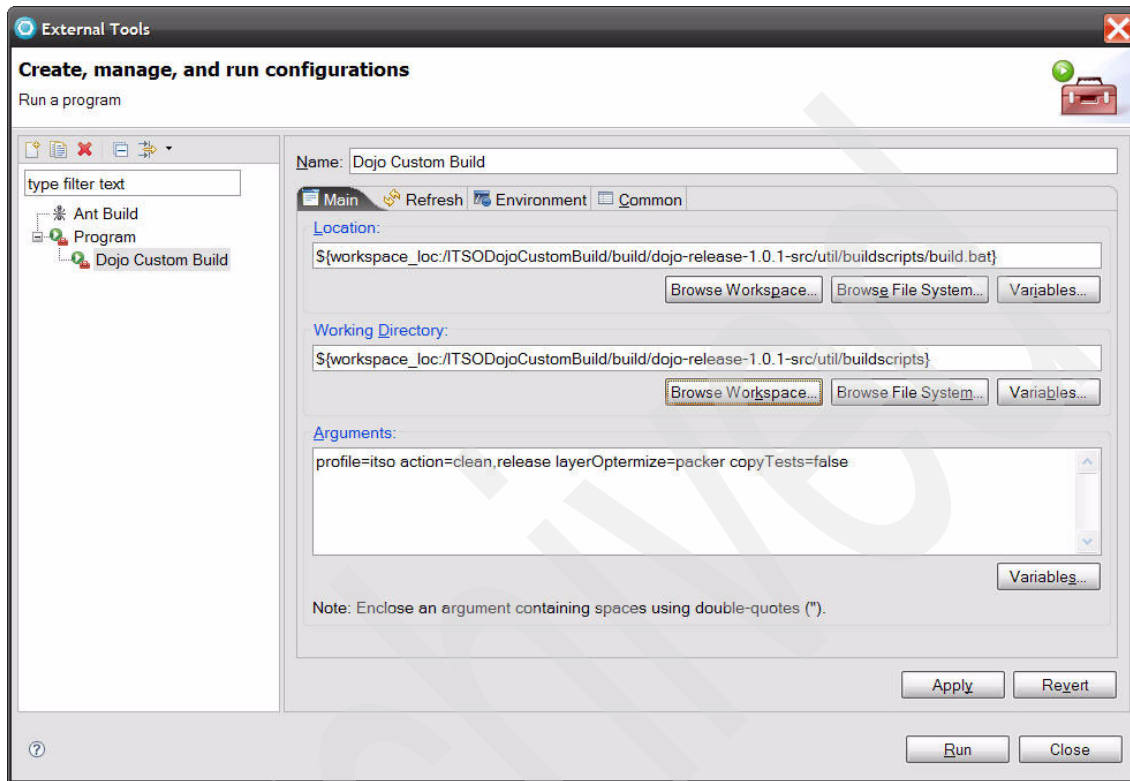 External Tools
Create, manage, and run configurations
Run a program
type filter text
Ant Build
Program
Dojo Custom Build
Name: Dojo Custom Build
Main Refresh Environment Common
Location:
${workspace_loc:/ITSODojoCustomBuild/build/dojo-release-1.0.1-src/util/buildscripts/build.bat}
Browse Workspace... Browse File System... Variables...
Working Directory:
${workspace_loc:/ITSODojoCustomBuild/build/dojo-release-1.0.1-src/util/buildscripts}
Browse Workspace... Browse File System... Variables...
Arguments:
profile=itso action=clean,release layerOptermize=packer copyTests=false
Variables...
Note: Enclose an argument containing spaces using double-quotes (").
Apply Revert
? Run Close